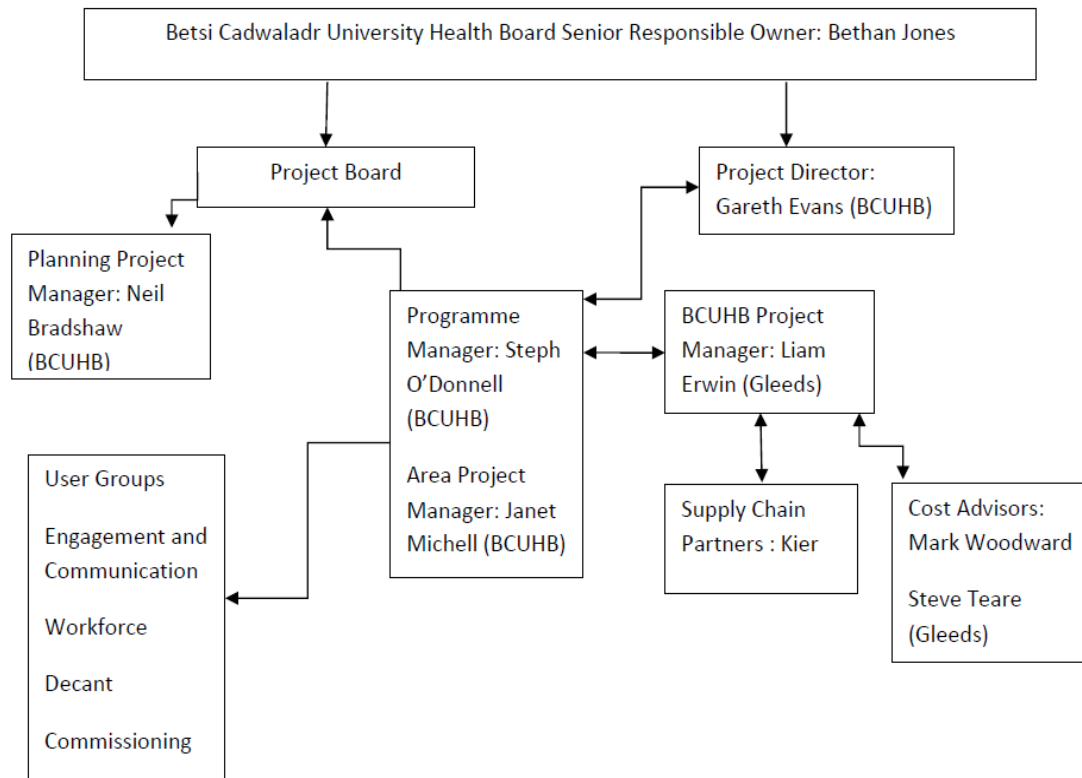 Betsi Cadwaladr University Health Board Senior Responsible Owner: Bethan Jones
Project Board
Project Director:
Gareth Evans (BCUHB)
Planning Project
Manager: Neil
Bradshaw
(BCUHB)
Programme
Manager: Steph
O’Donnell
(BCUHB)
Area Project
Manager: Janet
Michell (BCUHB)
BCUHB Project
Manager: Liam
Erwin (Gleeds)
User Groups
Engagement and
Communication
Workforce
Decant
Commissioning
Supply Chain
Partners : Kier
Cost Advisors:
Mark Woodward
Steve Teare
(Gleeds)